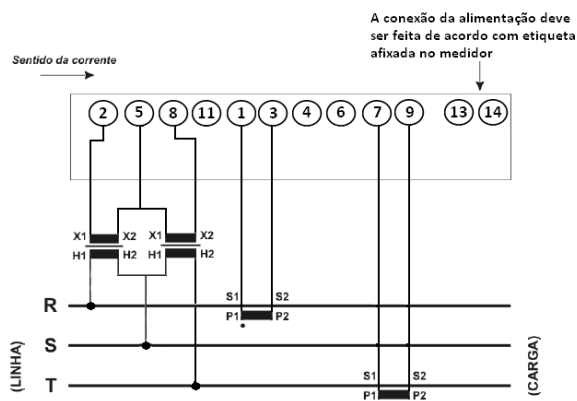 A conexão da alimentação deve
ser feita de acordo com etiqueta
afixada no medidor
Sentido da corrente
2 5 8 11 1 3 4 6 7 9 13 14
X1 X2 X1 X2
H1 H2 H1 H2
S1 S2
R
P1 P2
S
S1 S2
T
P1 P2
(LINHA)
(CARGA)